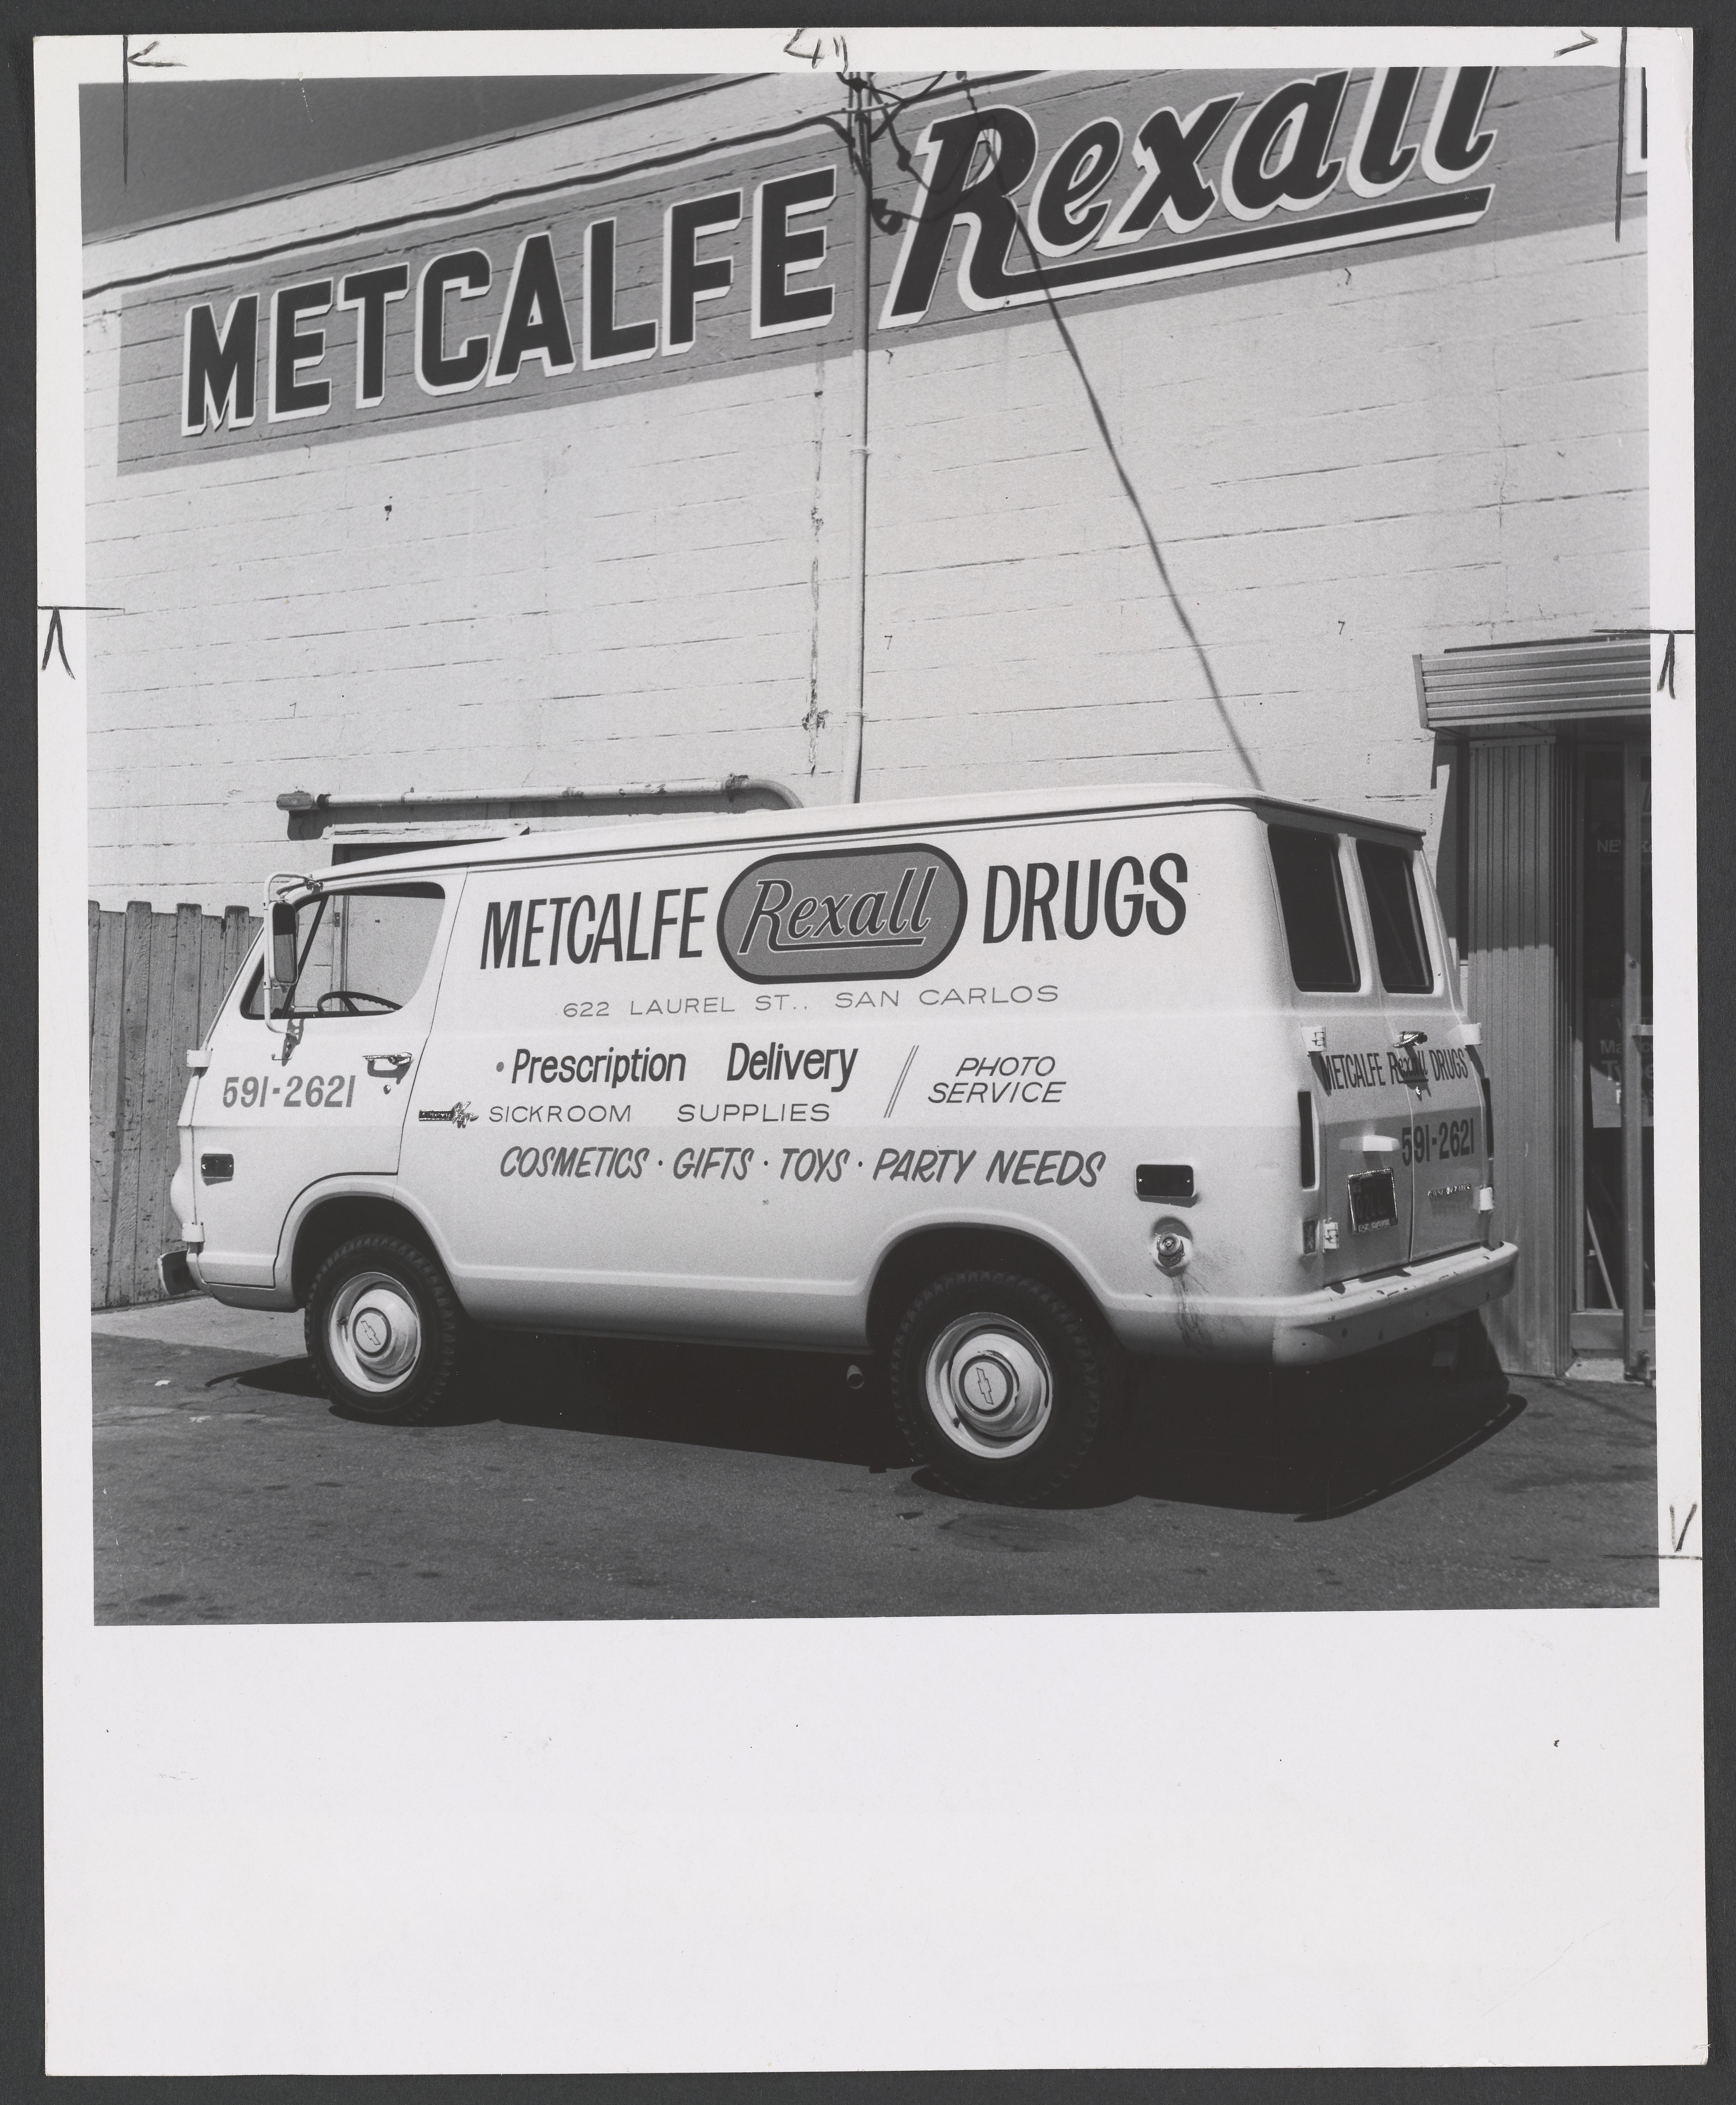 4"
METCALFE Rexall
METCALFE Rexall DRUGS
622 LAUREL ST., SAN CARLOS
• Prescription Delivery
PHOTO
SERVICE
SICKROOM SUPPLIES
COSMETICS · GIFTS · TOYS · PARTY NEEDS
591-2621
METCALFE Rexall DRUGS
591-2621